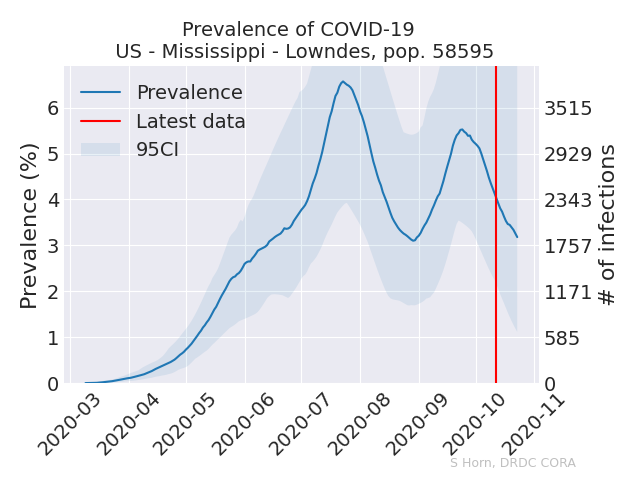 Prevalence of COVID-19
US - Mississippi - Lowndes, pop. 58595
Prevalence
Latest data
95CI
Prevalence (%)
6
5
4
3
2
1
0
3515
2929
2343
1757
1171
585
0
# of infections
2020-03
2020-04
2020-05
2020-06
2020-07
2020-08
2020-09
2020-10
2020-11
S Horn, DRDC CORA